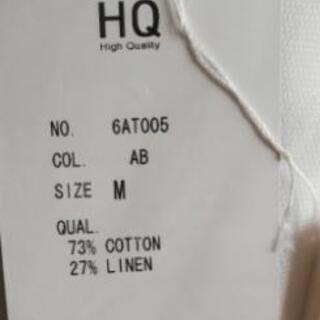 HQ
High Quality
NO. 6AT005
COL. AB
SIZE M
QUAL.
73% COTTON
27% LINEN